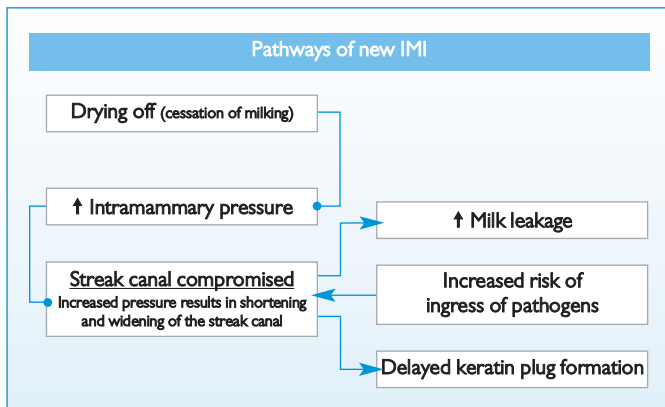 Pathways of new IMI
Drying off (cessation of milking)
↑ Intramammary pressure
Streak canal compromised
Increased pressure results in shortening
and widening of the streak canal
↑ Milk leakage
Increased risk of
ingress of pathogens
Delayed keratin plug formation